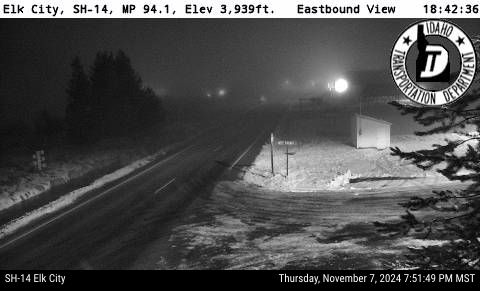 Elk City, SH-14, MP 94.1, Elev 3,939ft. Eastbound View 18:42:36
IDAHO
TRANSPORTATION DEPARTMENT
SH-14 Elk City
Thursday, November 7, 2024 7:51:49 PM MST